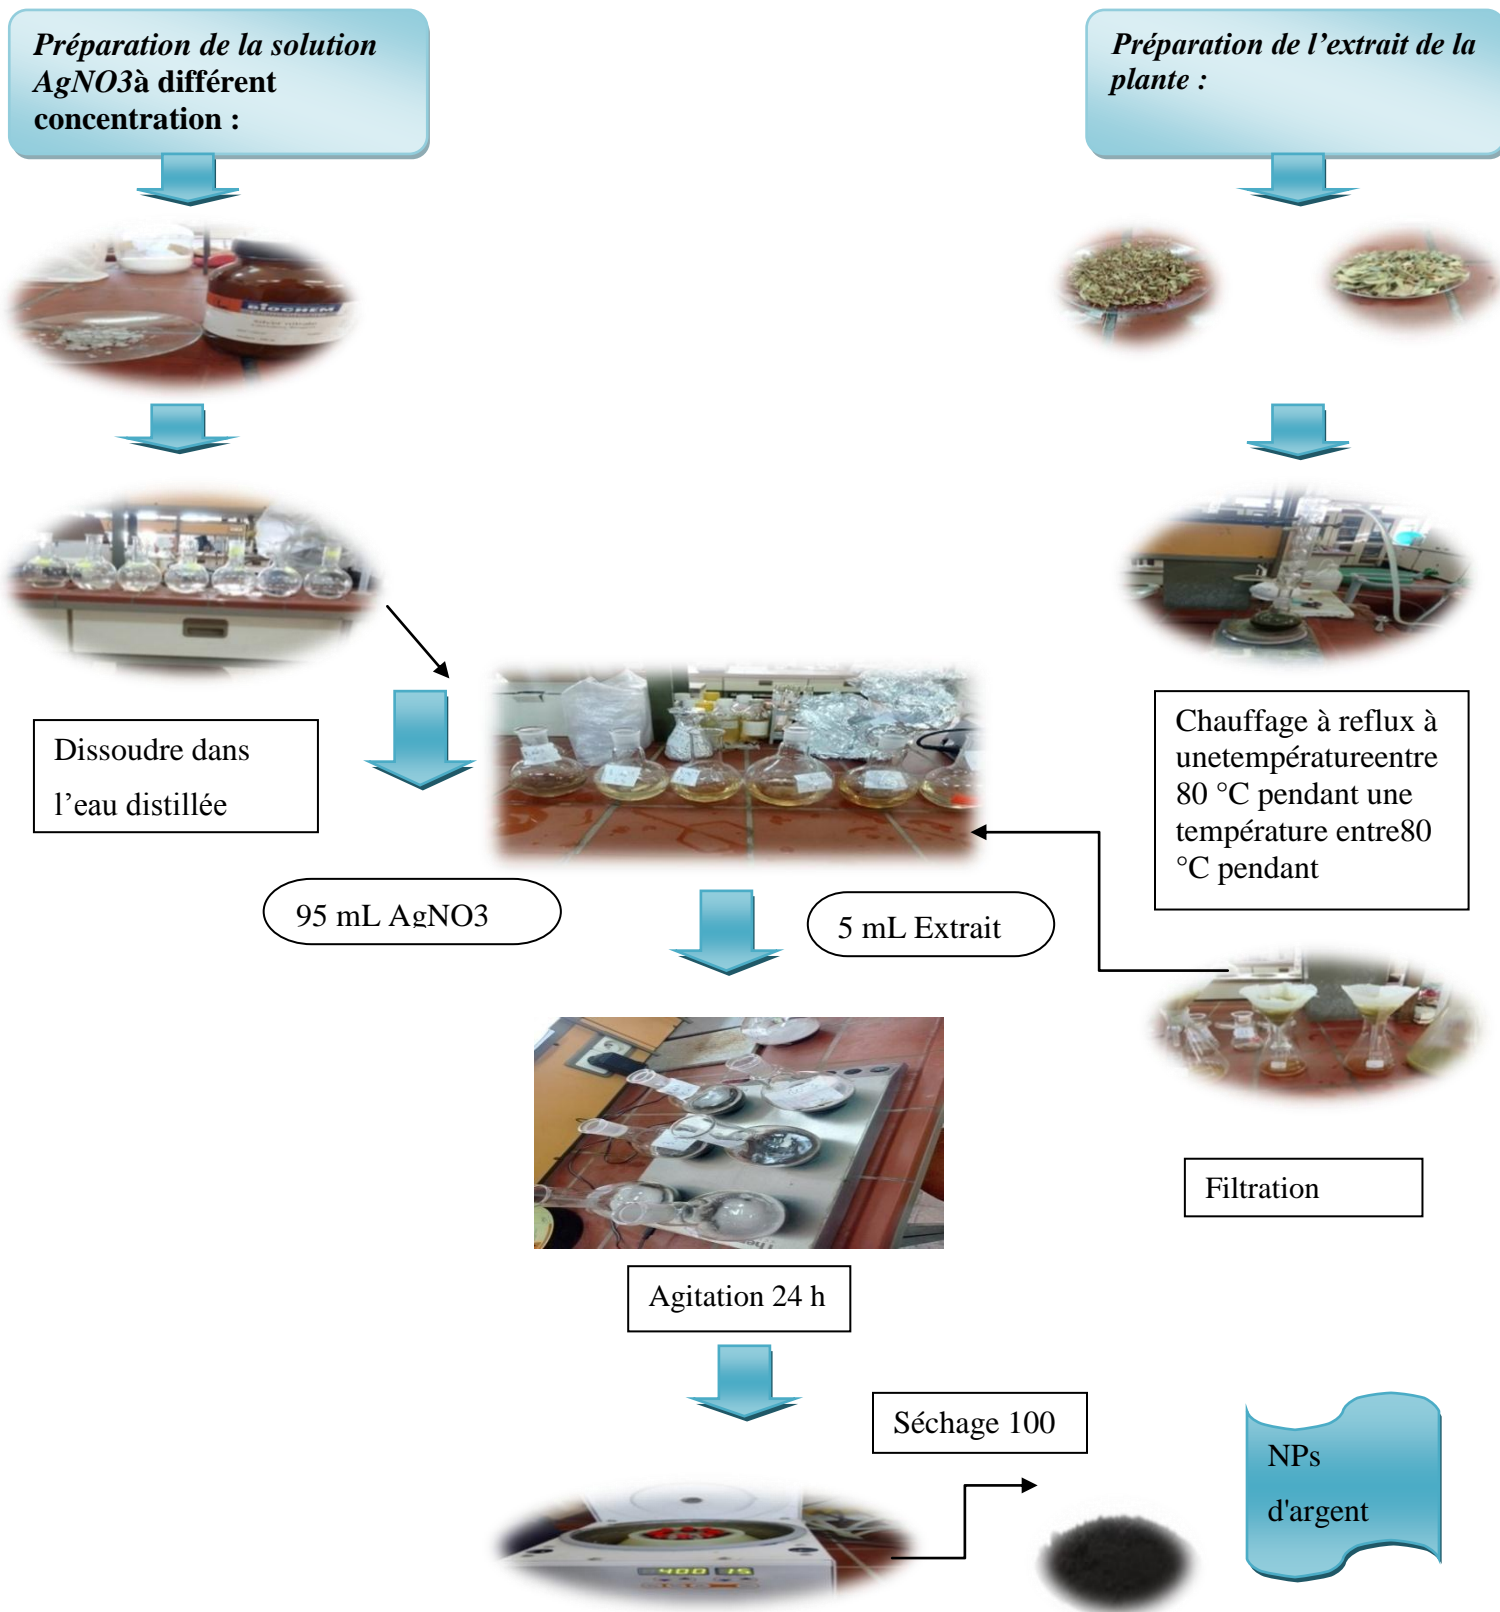 Préparation de la solution
AgNO3à différent
concentration :
Préparation de l’extrait de la
plante :
BIOCHEM
Dissoudre dans
l’eau distillée
Chauffage à reflux à
unetempératureentre
80 °C pendant une
température entre80
°C pendant
95 mL AgNO3
5 mL Extrait
Filtration
Agitation 24 h
Séchage 100
NPs
d'argent